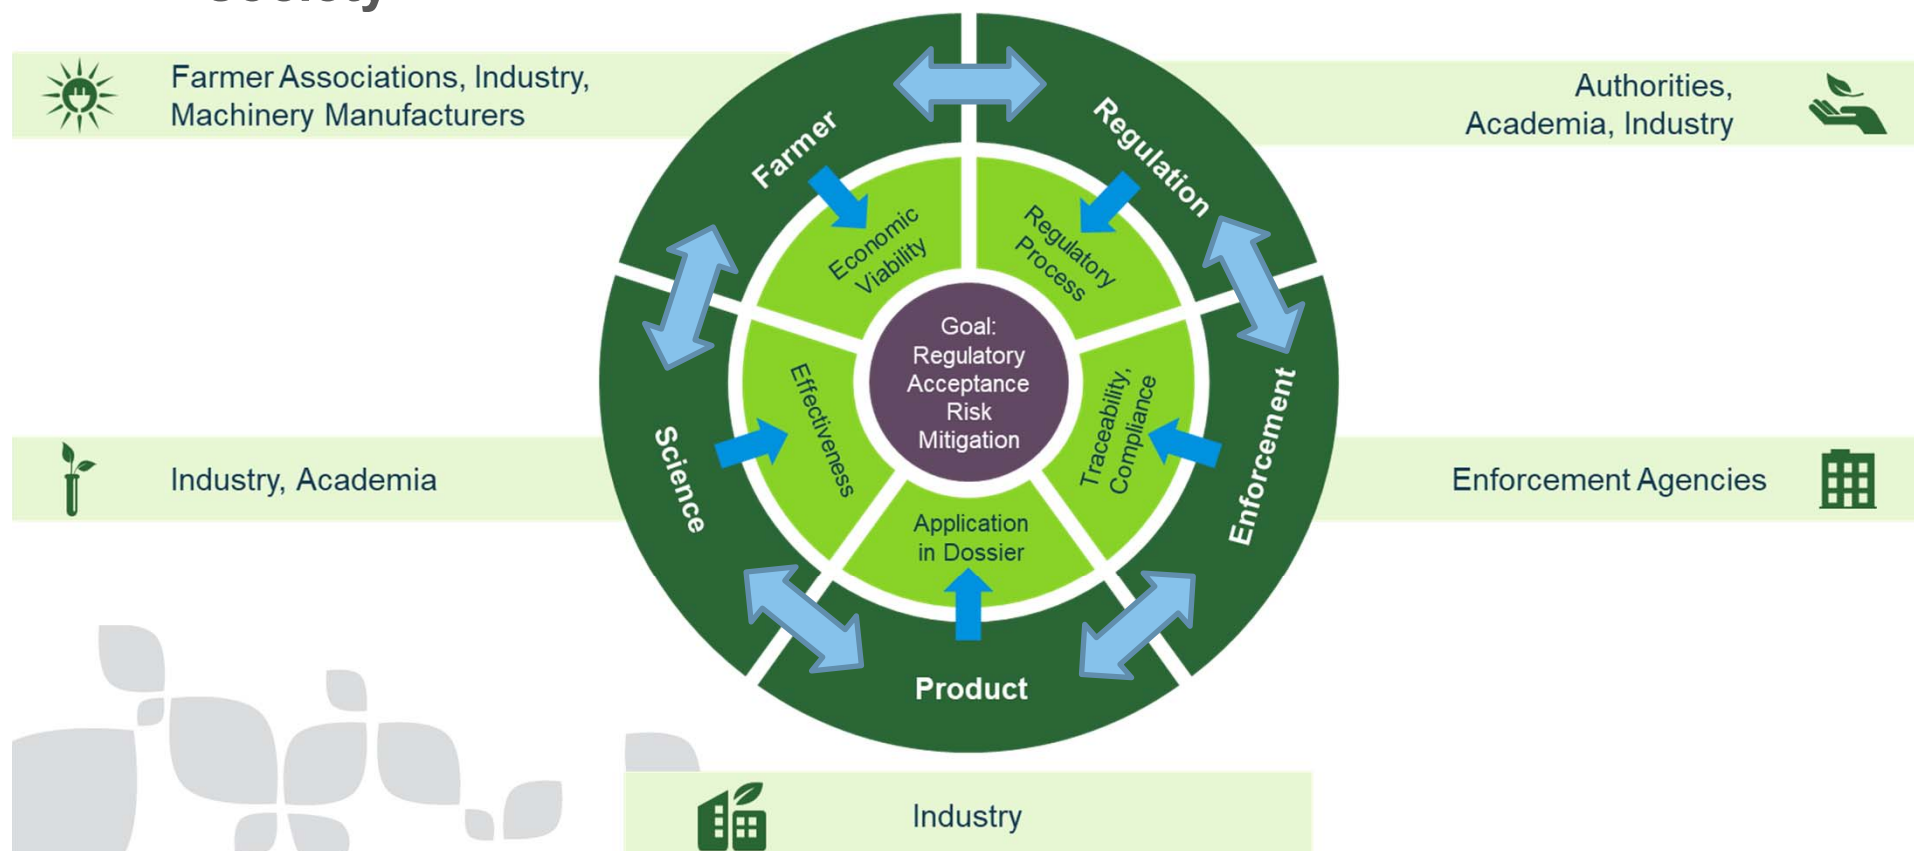 Farmer Associations, Industry,
Machinery Manufacturers
Authorities,
Academia, Industry
Farmer
Regulation
Economic
Viability
Regulatory
Process
Goal:
Regulatory
Acceptance
Risk
Mitigation
Effectiveness
Traceability,
Compliance
Science
Enforcement
Industry, Academia
Enforcement Agencies
Application
in Dossier
Product
Industry